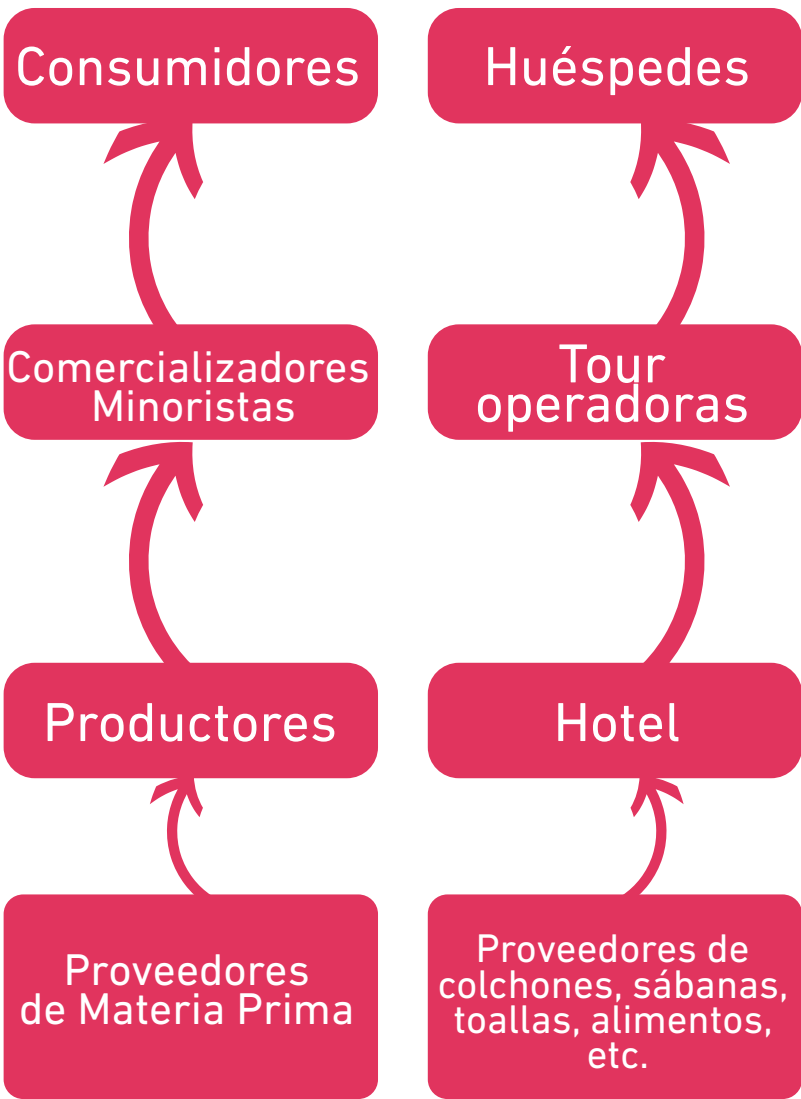 Consumidores
Huéspedes
Comercializadores
Minoristas
Tour
operadoras
Productores
Hotel
Proveedores
de Materia Prima
Proveedores de
colchones, sábanas,
toallas, alimentos,
etc.